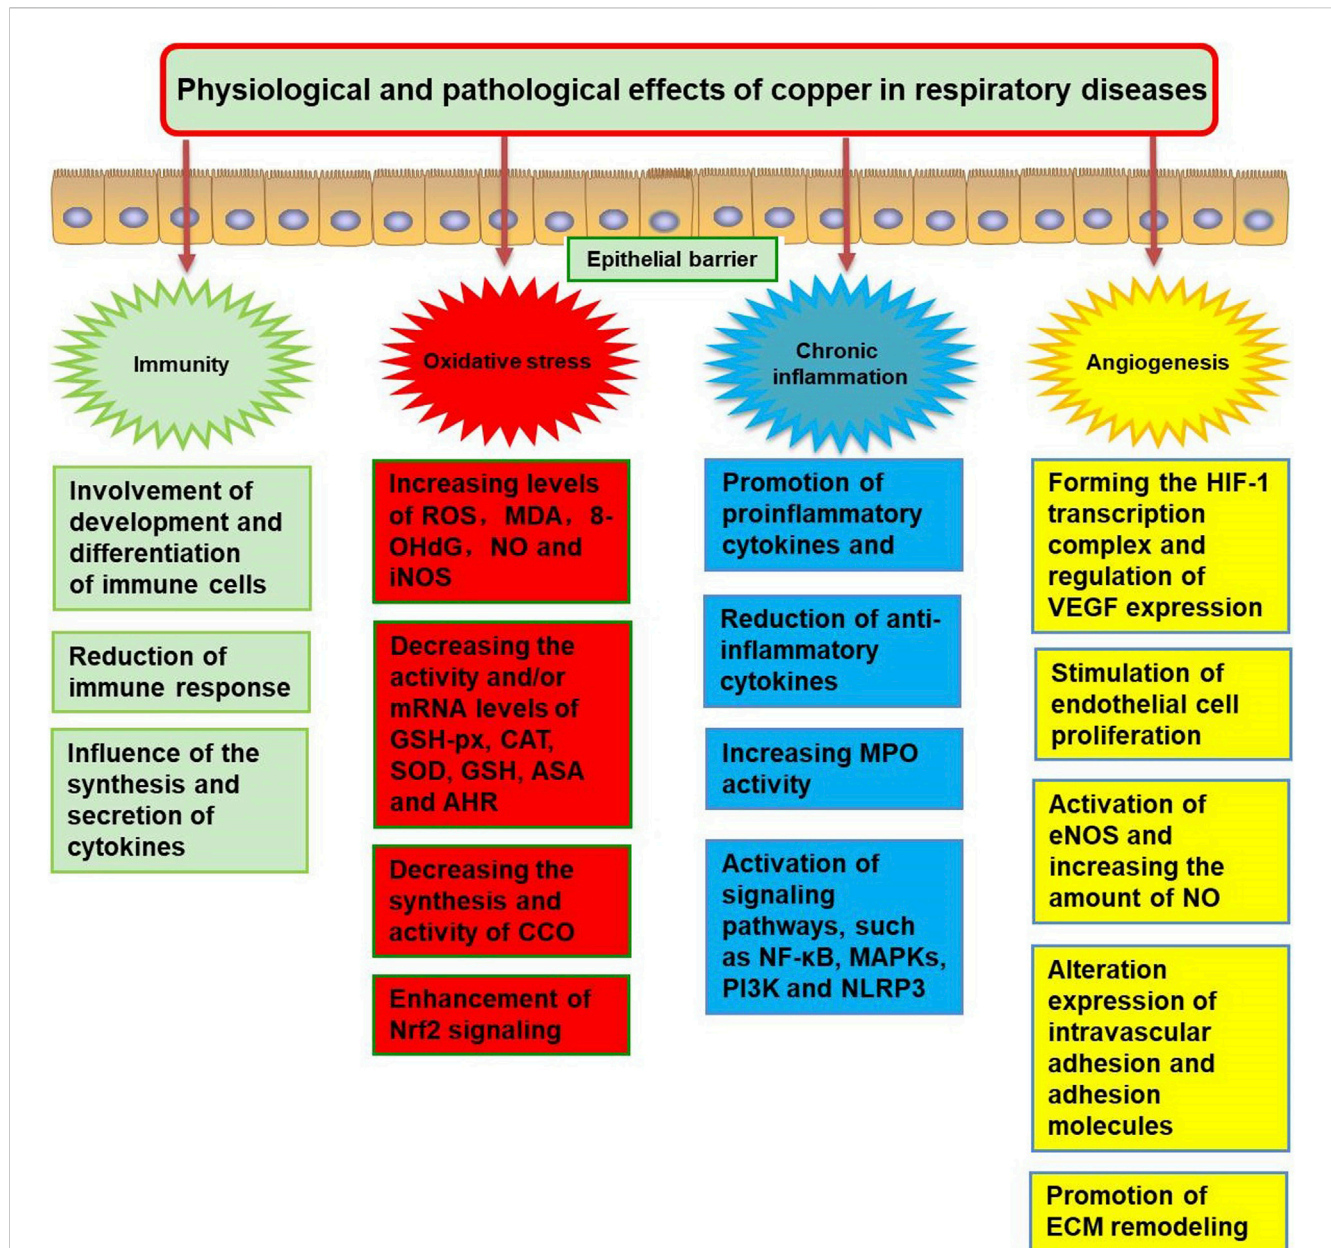 Physiological and pathological effects of copper in respiratory diseases
Epithelial barrier
Immunity
Involvement of
development and
differentiation
of immune cells
Reduction of
immune response
Influence of the
synthesis and
secretion of
cytokines
Oxidative stress
Increasing levels
of ROS，MDA，8-
OHdG，NO and
iNOS
Decreasing the
activity and/or
mRNA levels of
GSH-px, CAT,
SOD, GSH, ASA
and AHR
Decreasing the
synthesis and
activity of CCO
Enhancement of
Nrf2 signaling
Chronic
inflammation
Promotion of
proinflammatory
cytokines and
Reduction of anti-
inflammatory
cytokines
Increasing MPO
activity
Activation of
signaling
pathways, such
as NF-κB, MAPKs,
PI3K and NLRP3
Angiogenesis
Forming the HIF-1
transcription
complex and
regulation of
VEGF expression
Stimulation of
endothelial cell
proliferation
Activation of
eNOS and
increasing the
amount of NO
Alteration
expression of
intravascular
adhesion and
adhesion
molecules
Promotion of
ECM remodeling